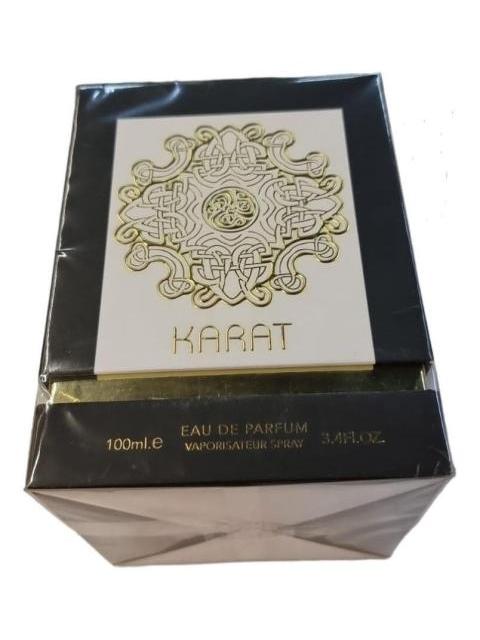 KARAT
EAU DE PARFUM
100ml.e VAPORISATEUR SPRAY 3.4FL.OZ.